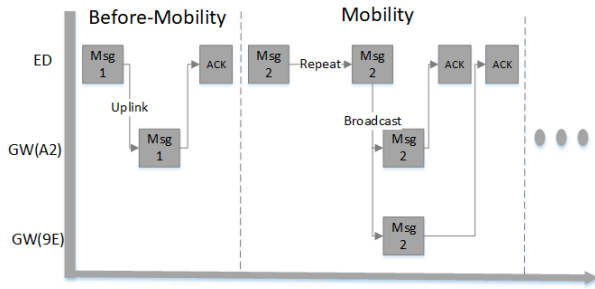 Before-Mobility
Mobility
ED
Msg
1
ACK
Msg
2
Repeat
Msg
2
ACK
ACK
Uplink
Broadcast
GW(A2)
Msg
1
Msg
2
GW(9E)
Msg
2